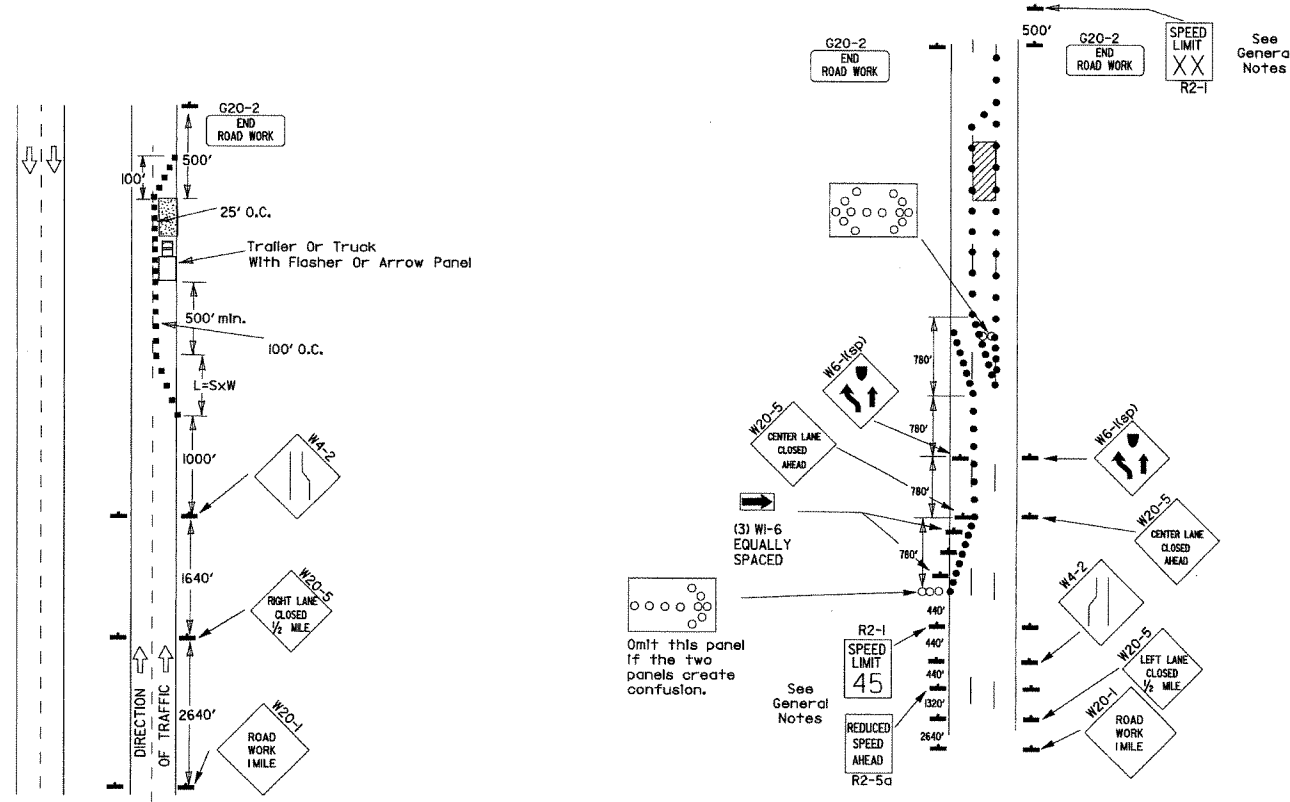 G20-2
END
ROAD WORK
500'
100'
25' O.C.
Trailer Or Truck
With Flasher Or Arrow Panel
500' min.
100' O.C.
L=SxW
1000'
W4-2
1640'
W20-5
RIGHT LANE
CLOSED
1/2 MILE
DIRECTION
OF TRAFFIC
2640'
W20-1
ROAD
WORK
1 MILE
G20-2
END
ROAD WORK
500'
G20-2
END
ROAD WORK
SPEED
LIMIT
XX
R2-1
See
General
Notes
780'
W6-1(sp)
780'
W20-5
CENTER LANE
CLOSED
AHEAD
780'
W6-1(sp)
(3) W1-6
EQUALLY
SPACED
780'
W20-5
CENTER LANE
CLOSED
AHEAD
Omit this panel
if the two
panels create
confusion.
440'
R2-1
SPEED
LIMIT
45
440'
440'
1320'
2640'
See
General
Notes
REDUCED
SPEED
AHEAD
R2-5a
W4-2
W20-5
LEFT LANE
CLOSED
1/2 MILE
W20-1
ROAD
WORK
1 MILE